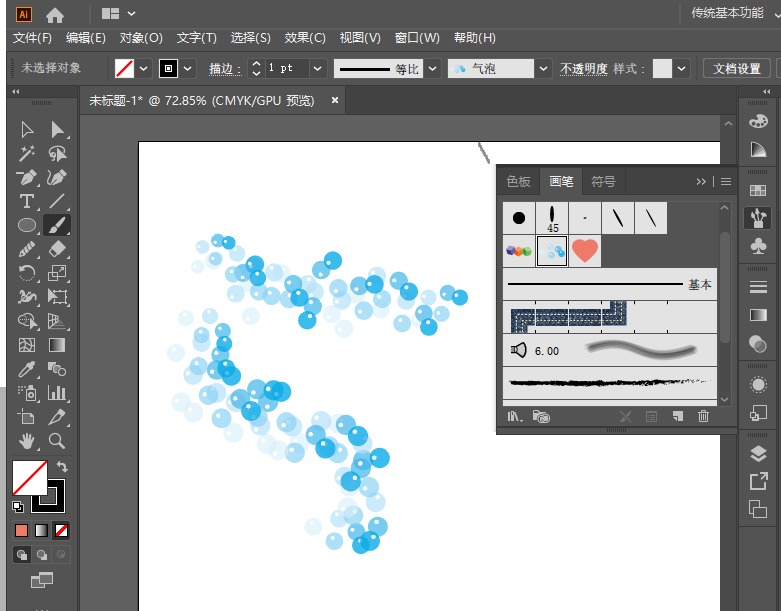 Ai
传统基本功能
文件(F) 编辑(E) 对象(O) 文字(T) 选择(S) 效果(C) 视图(V) 窗口(W) 帮助(H)
未选择对象 描边: 1 pt 等比 气泡 不透明度 样式: 文档设置
未标题-1* @ 72.85% (CMYK/GPU 预览) ×
色板 画笔 符号
45
基本
6.00